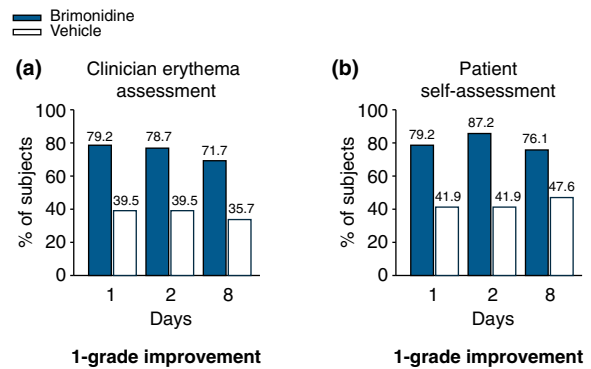 Brimonidine
Vehicle
(a)
Clinician erythema
assessment
% of subjects
100
80
60
40
20
0
79.2
39.5
78.7
39.5
71.7
35.7
1 2 8
Days
1-grade improvement
(b)
Patient
self-assessment
% of subjects
100
80
60
40
20
0
79.2
41.9
87.2
41.9
76.1
47.6
1 2 8
Days
1-grade improvement